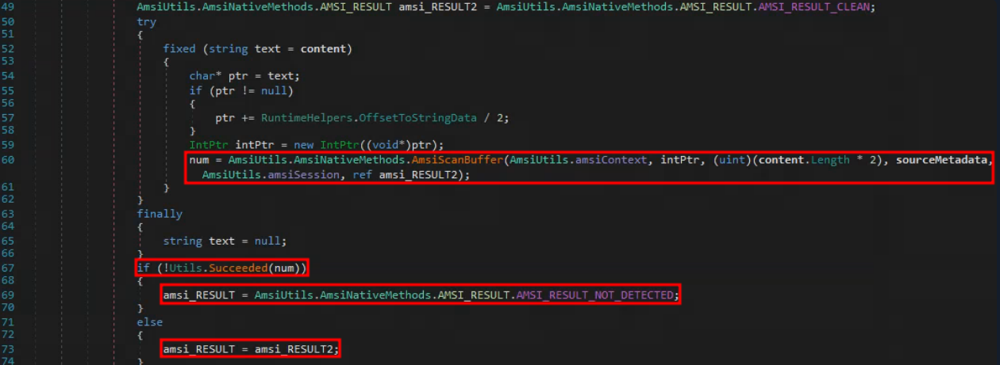 49 AmsiUtils.AmsiNativeMethods.AMSI_RESULT amsi_RESULT2 = AmsiUtils.AmsiNativeMethods.AMSI_RESULT.AMSI_RESULT_CLEAN;
50 try
51 {
52 fixed (string text = content)
53 {
54 char* ptr = text;
55 if (ptr != null)
56 {
57 ptr += RuntimeHelpers.OffsetToStringData / 2;
58 }
59 IntPtr intPtr = new IntPtr((void*)ptr);
60 num = AmsiUtils.AmsiNativeMethods.AmsiScanBuffer(AmsiUtils.amsiContext, intPtr, (uint)(content.Length * 2), sourceMetadata,
AmsiUtils.amsiSession, ref amsi_RESULT2);
61 }
62 }
63 finally
64 {
65 string text = null;
66 }
67 if (!Utils.Succeeded(num))
68 {
69 amsi_RESULT = AmsiUtils.AmsiNativeMethods.AMSI_RESULT.AMSI_RESULT_NOT_DETECTED;
70 }
71 else
72 {
73 amsi_RESULT = amsi_RESULT2;
74 }